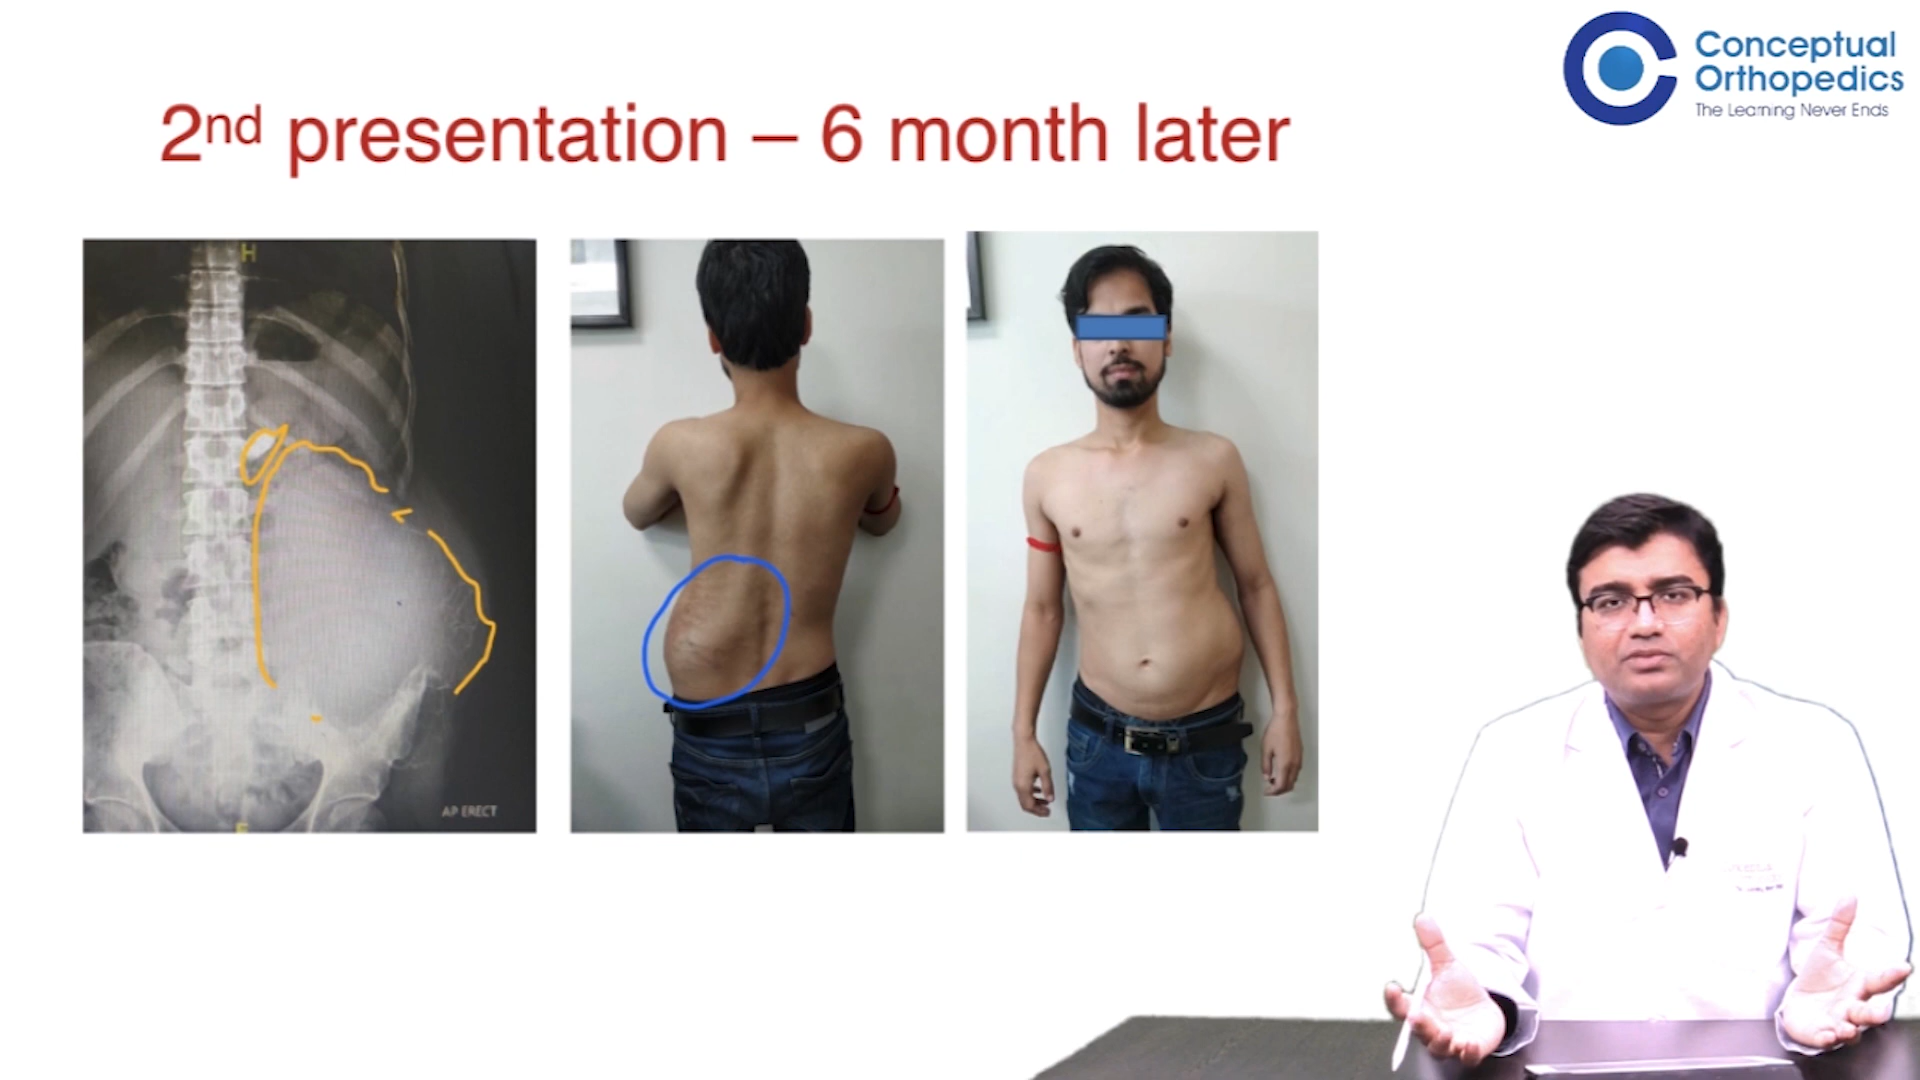 Conceptual
Orthopedics
The Learning Never Ends
2nd presentation – 6 month later
H
AP ERECT